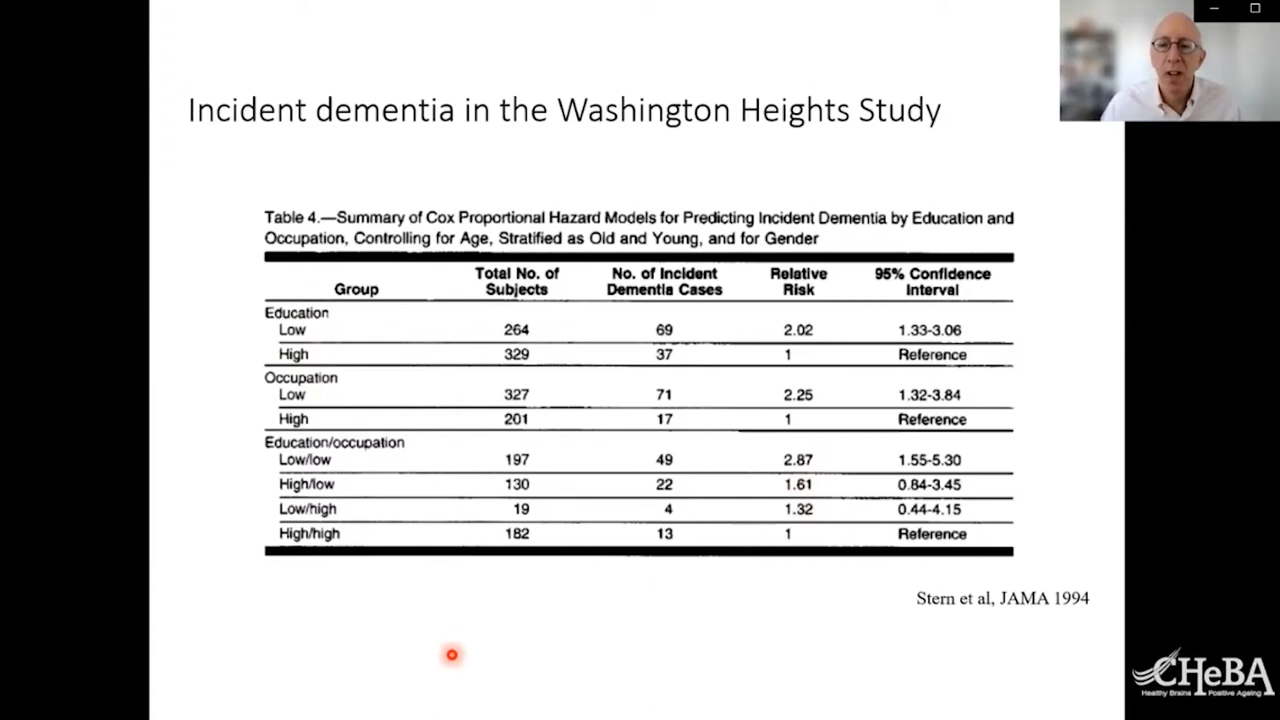 Incident dementia in the Washington Heights Study
Table 4.—Summary of Cox Proportional Hazard Models for Predicting Incident Dementia by Education and
Occupation, Controlling for Age, Stratified as Old and Young, and for Gender
Group Total No. of Subjects No. of Incident Dementia Cases Relative Risk 95% Confidence Interval
Education
Low 264 69 2.02 1.33-3.06
High 329 37 1 Reference
Occupation
Low 327 71 2.25 1.32-3.84
High 201 17 1 Reference
Education/occupation
Low/low 197 49 2.87 1.55-5.30
High/low 130 22 1.61 0.84-3.45
Low/high 19 4 1.32 0.44-4.15
High/high 182 13 1 Reference
Stern et al, JAMA 1994
CHeBA
Healthy Brains Positive Ageing